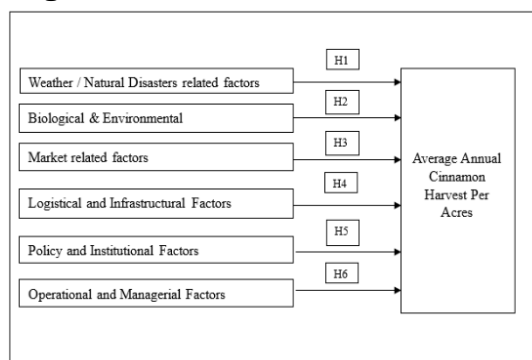 H1
Weather / Natural Disasters related factors
H2
Biological & Environmental
H3
Market related factors
H4
Logistical and Infrastructural Factors
H5
Policy and Institutional Factors
H6
Operational and Managerial Factors
Average Annual
Cinnamon
Harvest Per
Acres